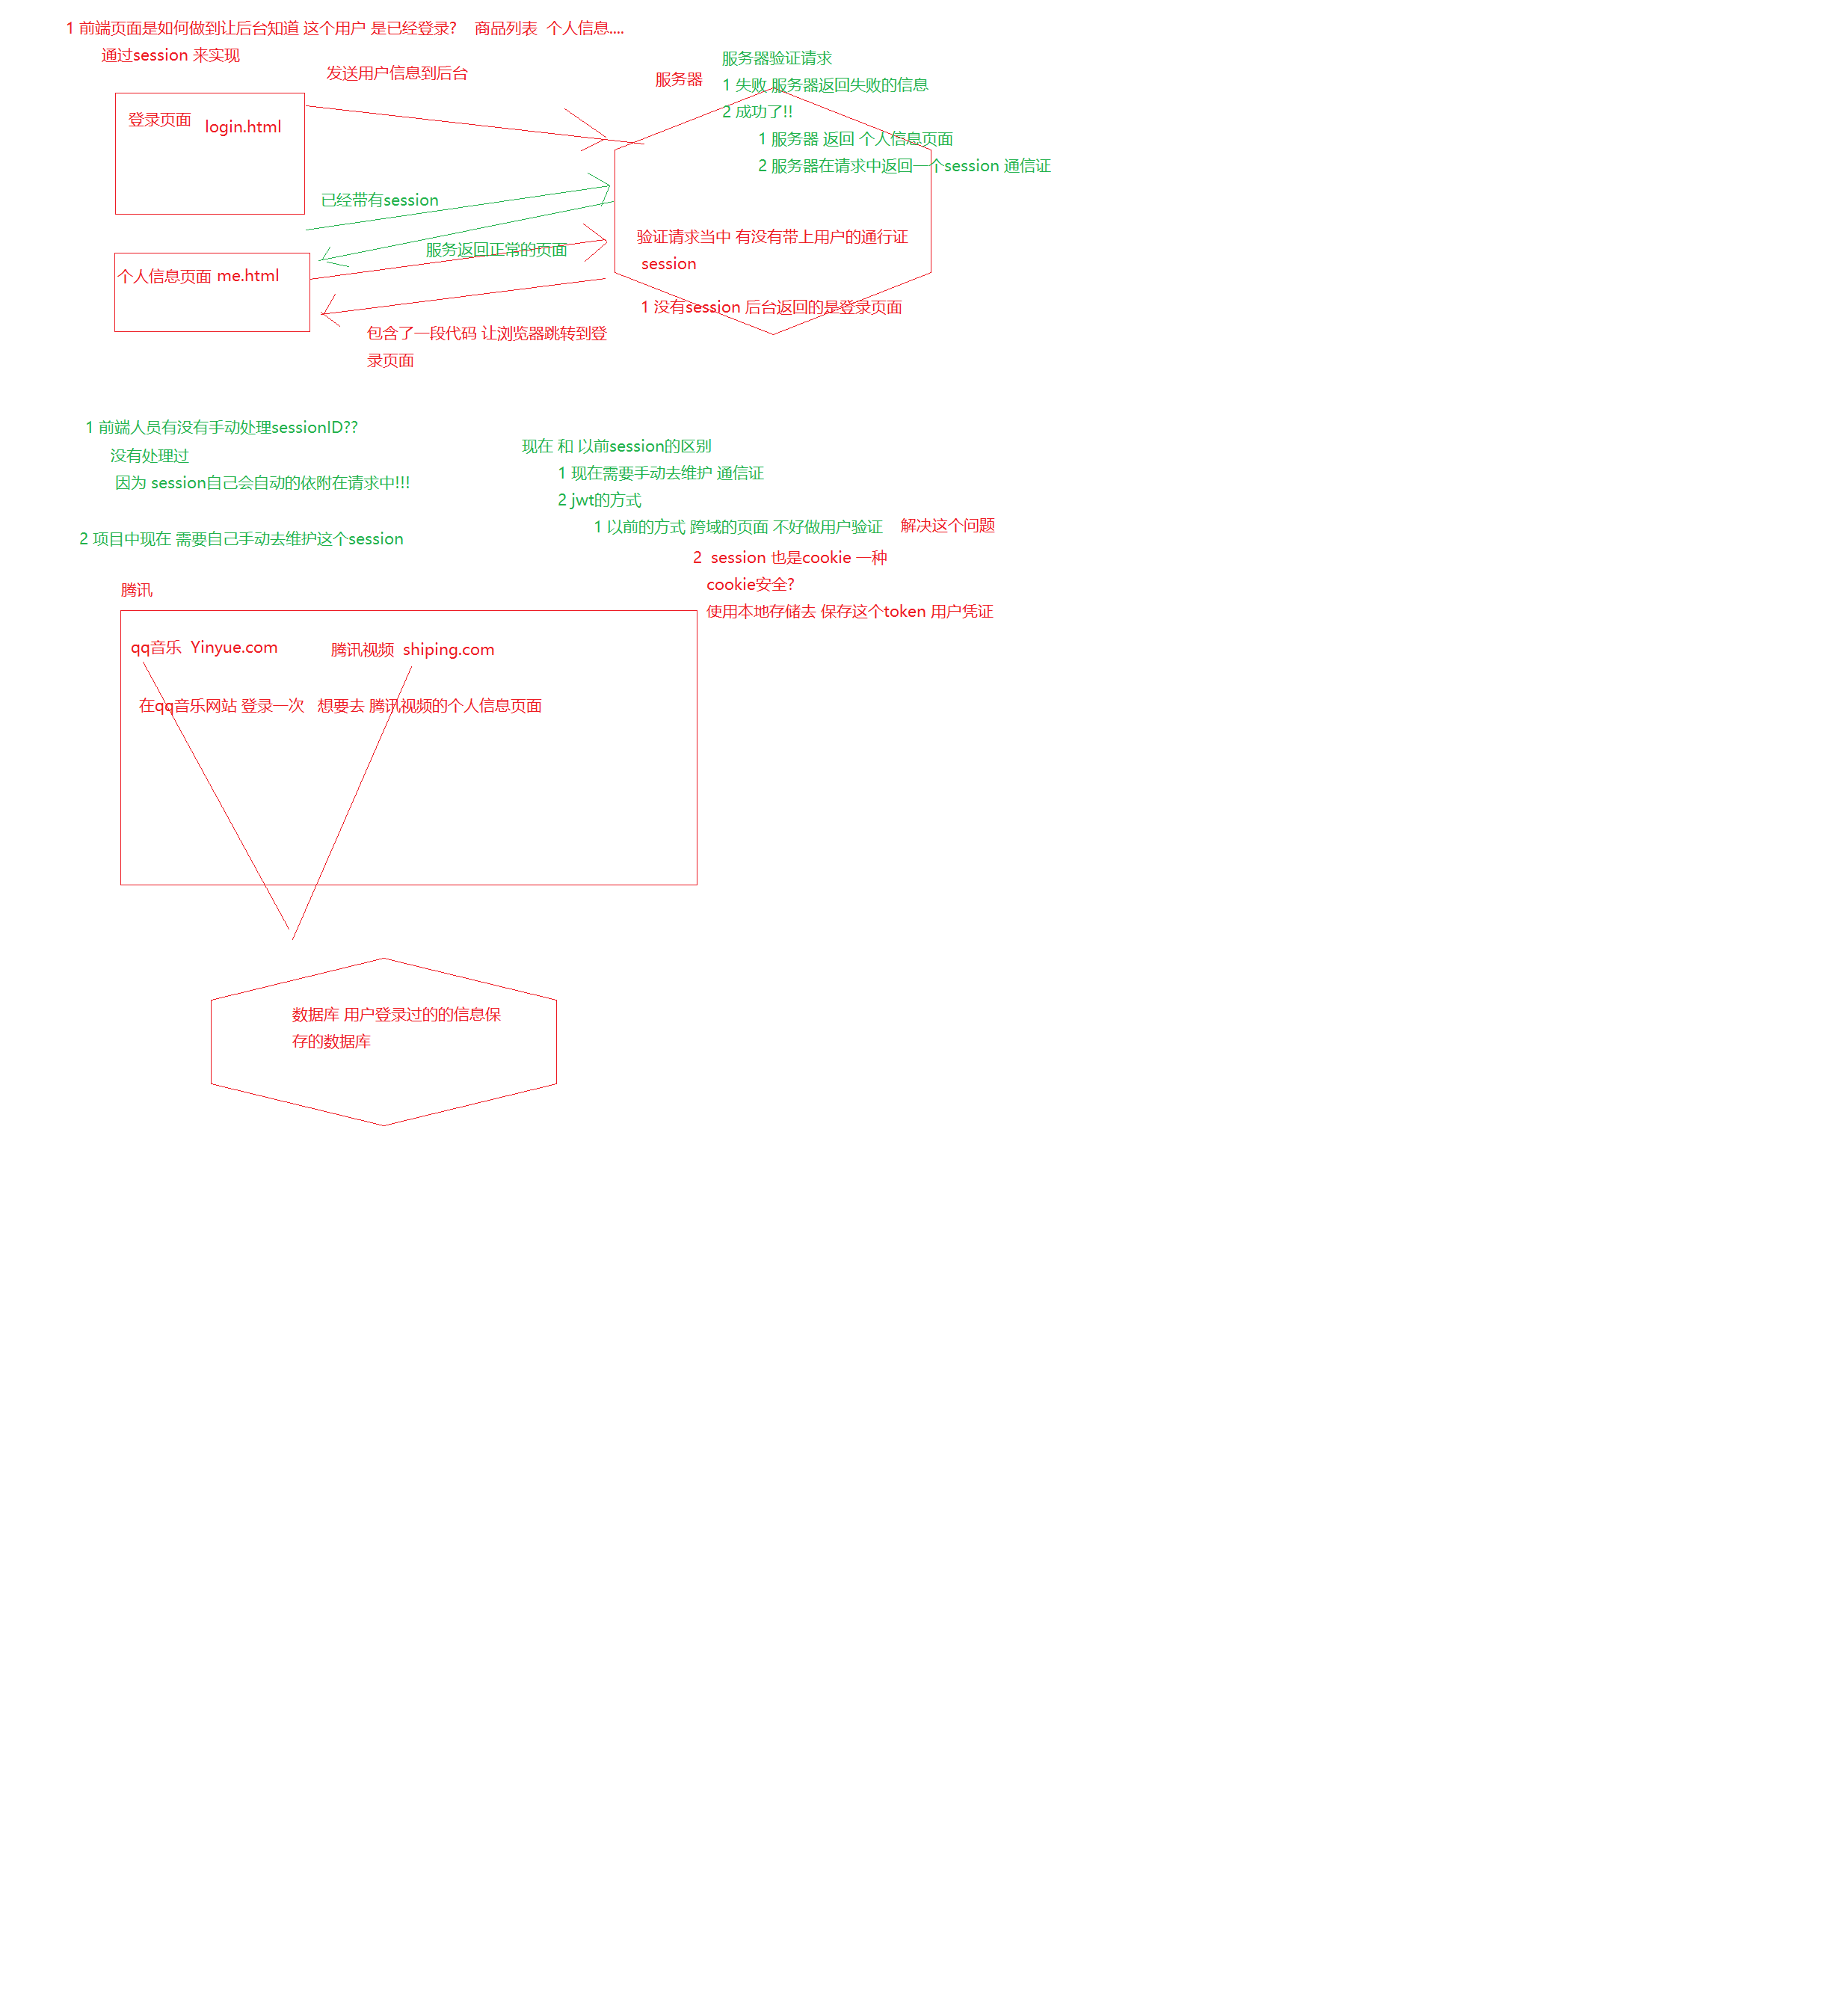 1 前端页面是如何做到让后台知道 这个用户 是已经登录?    商品列表  个人信息....
通过session 来实现
发送用户信息到后台
服务器
服务器验证请求
1 失败 服务器返回失败的信息
2 成功了!!
1 服务器 返回 个人信息页面
2 服务器在请求中返回一个session 通信证
登录页面
login.html
已经带有session
服务返回正常的页面
验证请求当中 有没有带上用户的通行证
session
个人信息页面 me.html
1 没有session 后台返回的是登录页面
包含了一段代码 让浏览器跳转到登
录页面
1 前端人员有没有手动处理sessionID??
没有处理过
因为 session自己会自动的依附在请求中!!!
2 项目中现在 需要自己手动去维护这个session
现在 和 以前session的区别
1 现在需要手动去维护 通信证
2 jwt的方式
1 以前的方式 跨域的页面 不好做用户验证
解决这个问题
2  session 也是cookie 一种
cookie安全?
使用本地存储去 保存这个token 用户凭证
腾讯
qq音乐  Yinyue.com
腾讯视频  shiping.com
在qq音乐网站 登录一次   想要去 腾讯视频的个人信息页面
数据库 用户登录过的的信息保
存的数据库